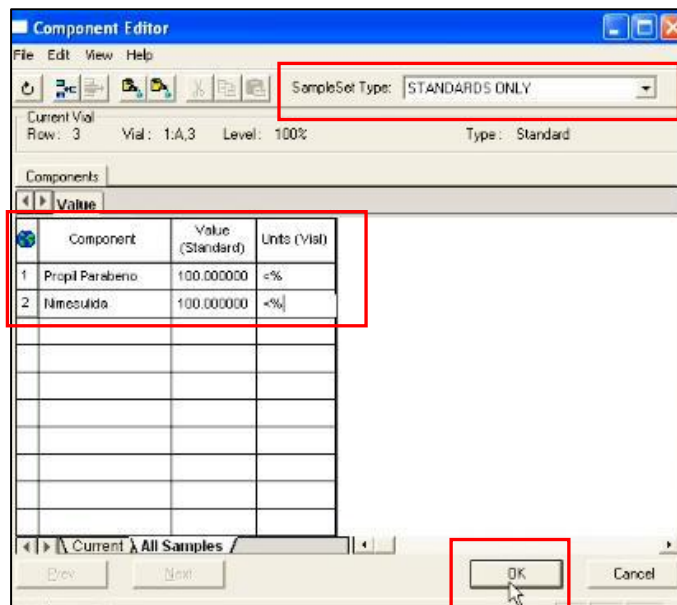 Component Editor
File Edit View Help
SampleSet Type: STANDARDS ONLY
Current Vial
Row: 3 Vial: 1:A,3 Level: 100% Type: Standard
Components
Value
Component Value (Standard) Units (Vial)
1 Propil Parabeno 100.000000 <%
2 Nimesulida 100.000000 <%
Current All Samples
Prev Next OK Cancel